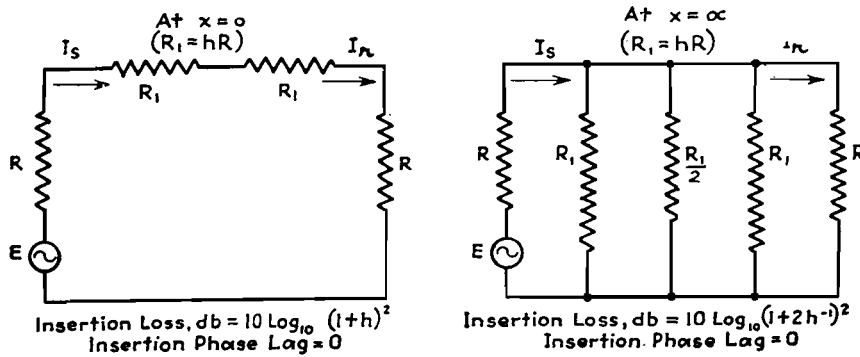 At x=0
(R₁=hR)
I_S
I_r
R₁
R₁
R
R
E
Insertion Loss, db = 10 Log₁₀ (1+h)²
Insertion Phase Lag = 0
At x=∝
(R₁=hR)
I_S
R
R₁
R₁/2
R₁
R
E
Insertion Loss, db = 10 Log₁₀(1+2h⁻¹)²
Insertion Phase Lag = 0